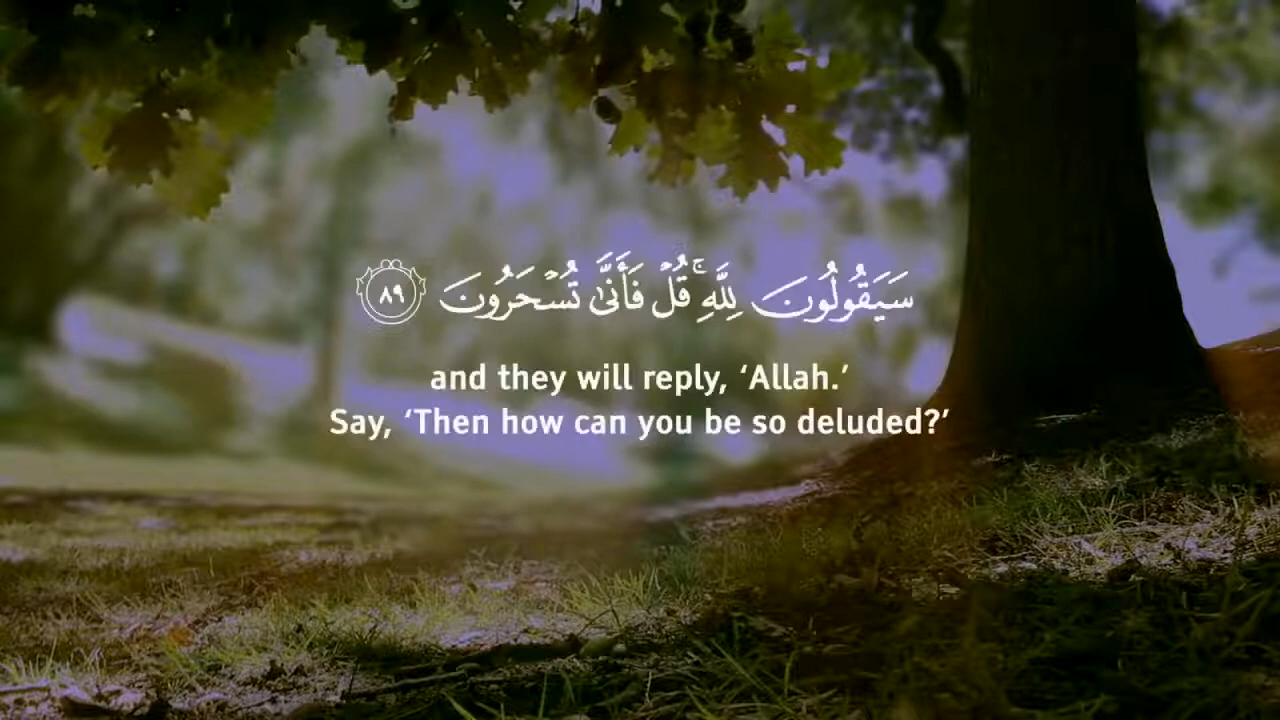 سَيَقُولُونَ لِلَّهِ ۚ قُلْ فَأَنَّىٰ تُسْحَرُونَ ٨٩
and they will reply, ‘Allah.’
Say, ‘Then how can you be so deluded?’